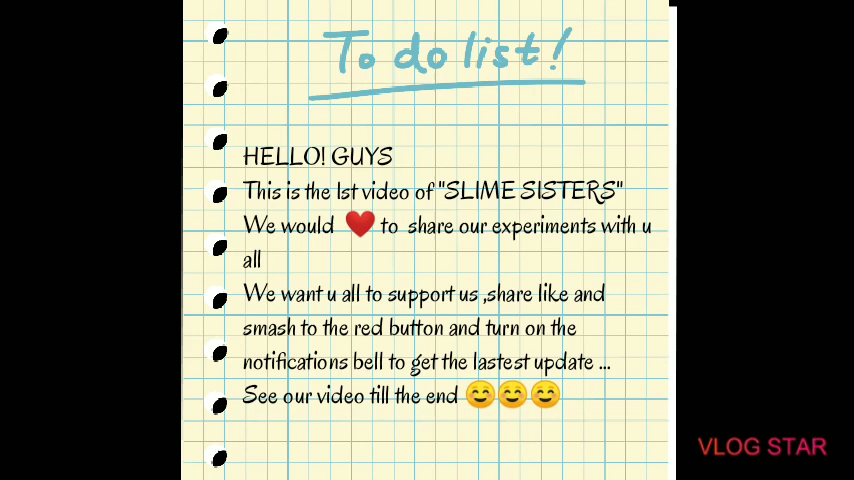 To do list!
HELLO! GUYS
This is the 1st video of "SLIME SISTERS"
We would ❤️ to share our experiments with u
all
We want u all to support us ,share like and
smash to the red button and turn on the
notifications bell to get the lastest update ...
See our video till the end 😊😊😊
VLOG STAR